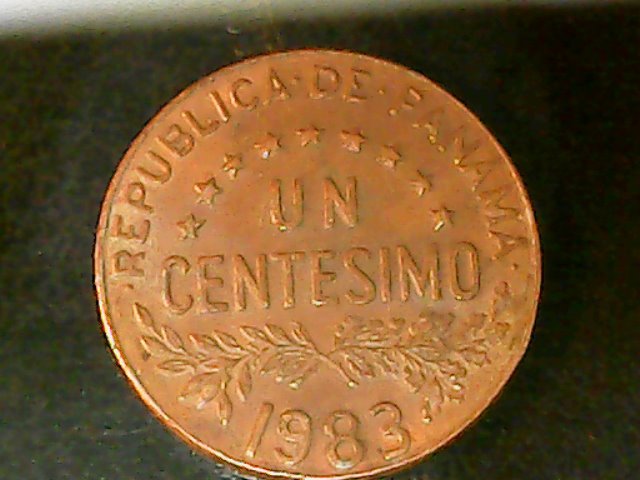 REPUBLICA·DE·PANAMA·
UN
CENTESIMO
1983